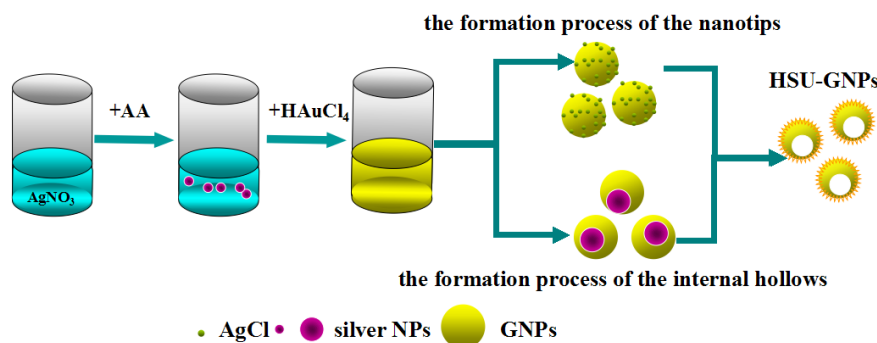 the formation process of the nanotips
+AA
+HAuCl₄
HSU-GNPs
AgNO₃
the formation process of the internal hollows
AgCl silver NPs GNPs